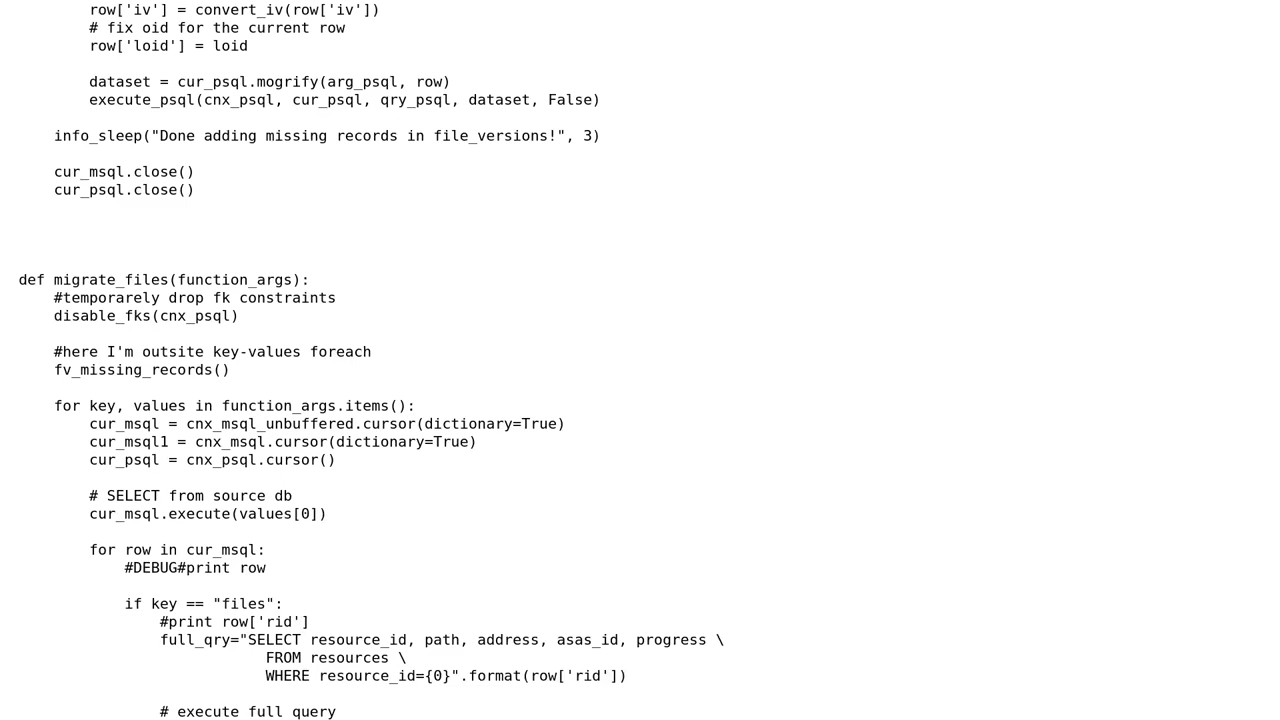 row['iv'] = convert_iv(row['iv'])
# fix oid for the current row
row['loid'] = loid
dataset = cur_psql.mogrify(arg_psql, row)
execute_psql(cnx_psql, cur_psql, qry_psql, dataset, False)
info_sleep("Done adding missing records in file_versions!", 3)
cur_msql.close()
cur_psql.close()
def migrate_files(function_args):
#temporarely drop fk constraints
disable_fks(cnx_psql)
#here I'm outsite key-values foreach
fv_missing_records()
for key, values in function_args.items():
cur_msql = cnx_msql_unbuffered.cursor(dictionary=True)
cur_msql1 = cnx_msql.cursor(dictionary=True)
cur_psql = cnx_psql.cursor()
# SELECT from source db
cur_msql.execute(values[0])
for row in cur_msql:
#DEBUG#print row
if key == "files":
#print row['rid']
full_qry="SELECT resource_id, path, address, asas_id, progress \
FROM resources \
WHERE resource_id={0}".format(row['rid'])
# execute full query